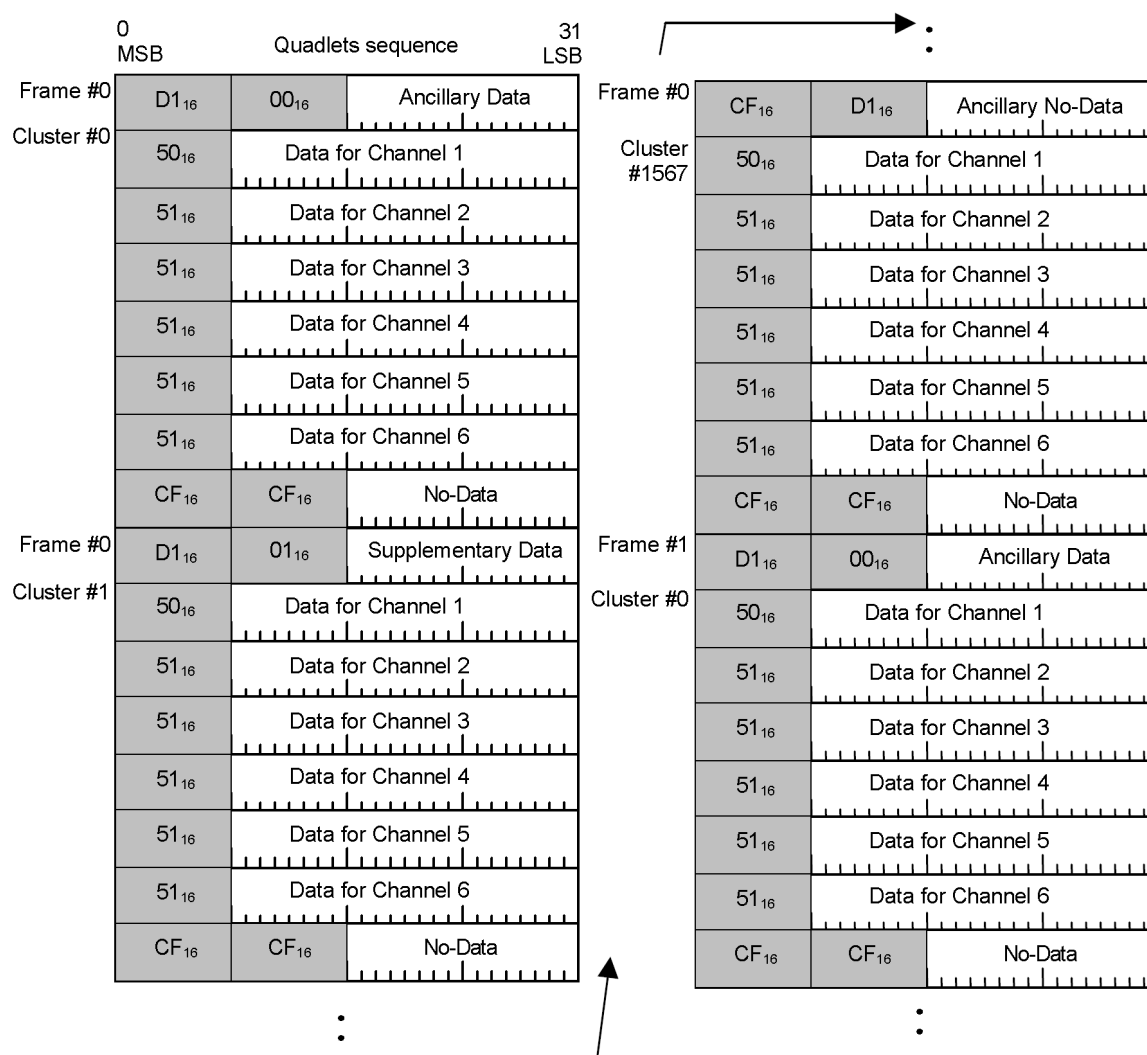 0 31
MSB Quadlets sequence LSB
Frame #0 D1₁₆ 00₁₆ Ancillary Data
Cluster #0 50₁₆ Data for Channel 1
51₁₆ Data for Channel 2
51₁₆ Data for Channel 3
51₁₆ Data for Channel 4
51₁₆ Data for Channel 5
51₁₆ Data for Channel 6
CF₁₆ CF₁₆ No-Data
Frame #0 D1₁₆ 01₁₆ Supplementary Data
Cluster #1 50₁₆ Data for Channel 1
51₁₆ Data for Channel 2
51₁₆ Data for Channel 3
51₁₆ Data for Channel 4
51₁₆ Data for Channel 5
51₁₆ Data for Channel 6
CF₁₆ CF₁₆ No-Data
Frame #0 CF₁₆ D1₁₆ Ancillary No-Data
Cluster #1567 50₁₆ Data for Channel 1
51₁₆ Data for Channel 2
51₁₆ Data for Channel 3
51₁₆ Data for Channel 4
51₁₆ Data for Channel 5
51₁₆ Data for Channel 6
CF₁₆ CF₁₆ No-Data
Frame #1 D1₁₆ 00₁₆ Ancillary Data
Cluster #0 50₁₆ Data for Channel 1
51₁₆ Data for Channel 2
51₁₆ Data for Channel 3
51₁₆ Data for Channel 4
51₁₆ Data for Channel 5
51₁₆ Data for Channel 6
CF₁₆ CF₁₆ No-Data